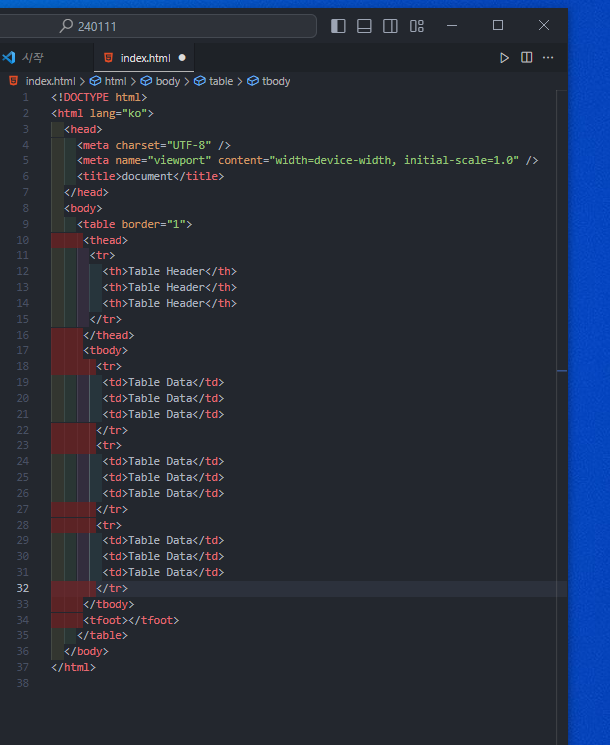 240111
시작 index.html
index.html > html > body > table > tbody
1 <!DOCTYPE html>
2 <html lang="ko">
3 <head>
4 <meta charset="UTF-8" />
5 <meta name="viewport" content="width=device-width, initial-scale=1.0" />
6 <title>document</title>
7 </head>
8 <body>
9 <table border="1">
10 <thead>
11 <tr>
12 <th>Table Header</th>
13 <th>Table Header</th>
14 <th>Table Header</th>
15 </tr>
16 </thead>
17 <tbody>
18 <tr>
19 <td>Table Data</td>
20 <td>Table Data</td>
21 <td>Table Data</td>
22 </tr>
23 <tr>
24 <td>Table Data</td>
25 <td>Table Data</td>
26 <td>Table Data</td>
27 </tr>
28 <tr>
29 <td>Table Data</td>
30 <td>Table Data</td>
31 <td>Table Data</td>
32 </tr>
33 </tbody>
34 <tfoot></tfoot>
35 </table>
36 </body>
37 </html>
38